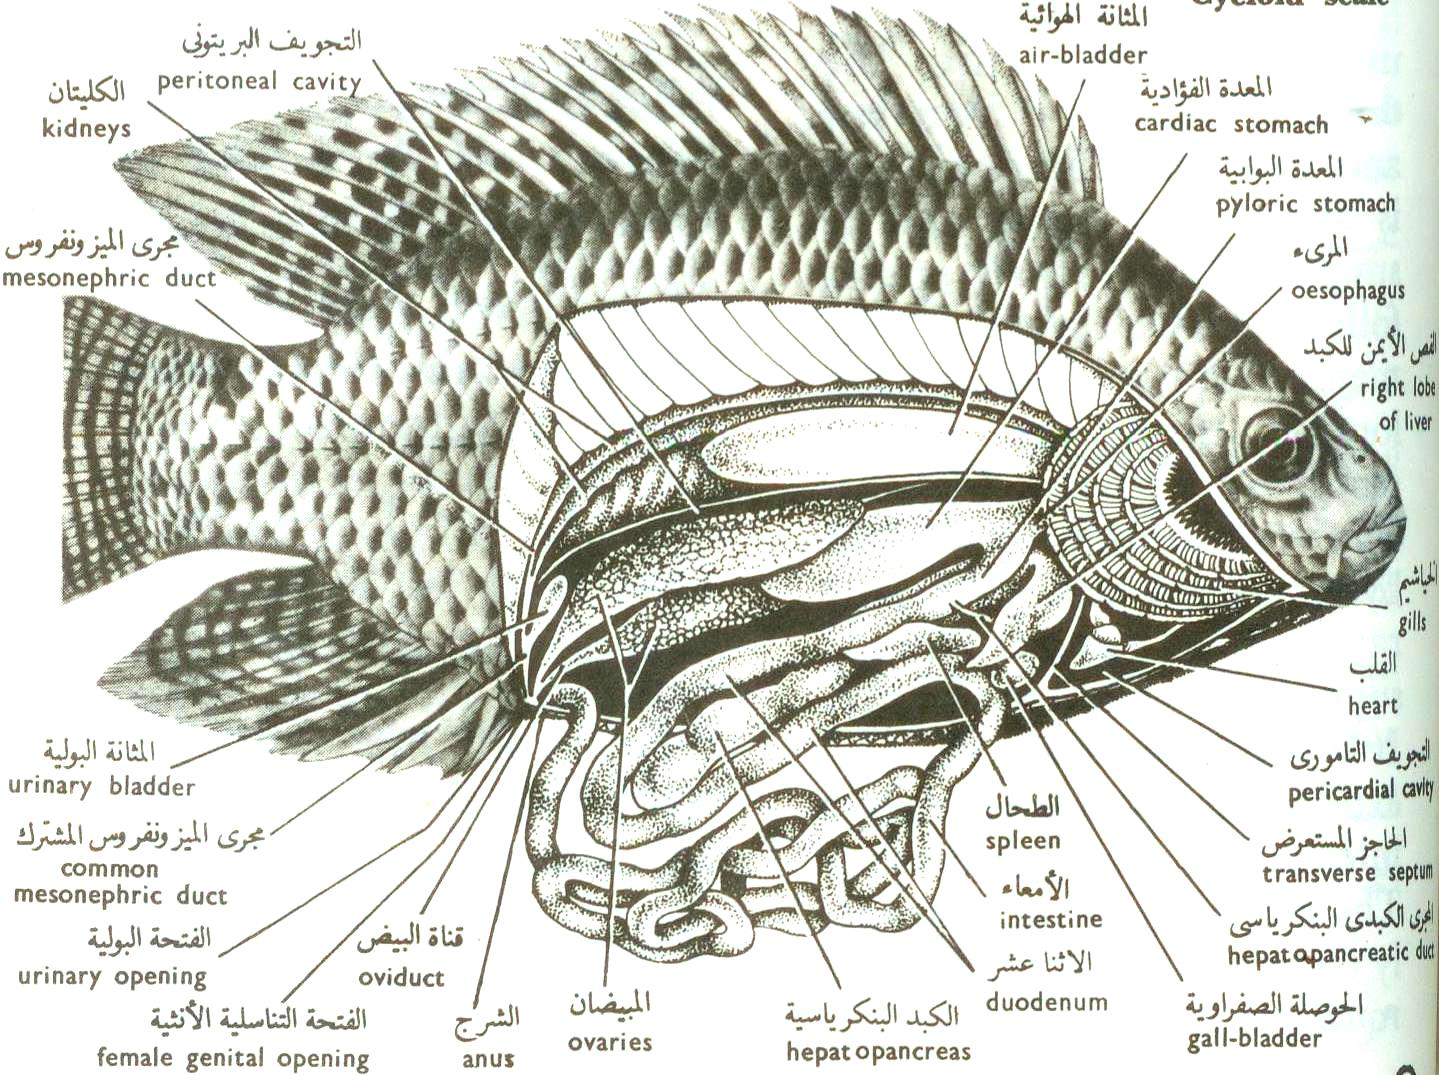 Cycloid scale
المثانة الهوائية
air-bladder
التجويف البريتونى
peritoneal cavity
الكليتان
kidneys
المعدة الفؤادية
cardiac stomach
المعدة البوابية
pyloric stomach
مجرى الميزونفروس
mesonephric duct
المرىء
oesophagus
الفص الأيمن للكبد
right lobe
of liver
الخياشيم
gills
القلب
heart
التجويف التامورى
pericardial cavity
الحاجز المستعرض
transverse septum
المجرى الكبدى البنكرياسى
hepatopancreatic duct
الحوصلة الصفراوية
gall-bladder
المثانة البولية
urinary bladder
مجرى الميزونفروس المشترك
common
mesonephric duct
الفتحة البولية
urinary opening
الفتحة التناسلية الأنثية
female genital opening
قناة البيض
oviduct
الشرج
anus
المبيضان
ovaries
الطحال
spleen
الأمعاء
intestine
الاثنا عشر
duodenum
الكبد البنكرياسية
hepatopancreas